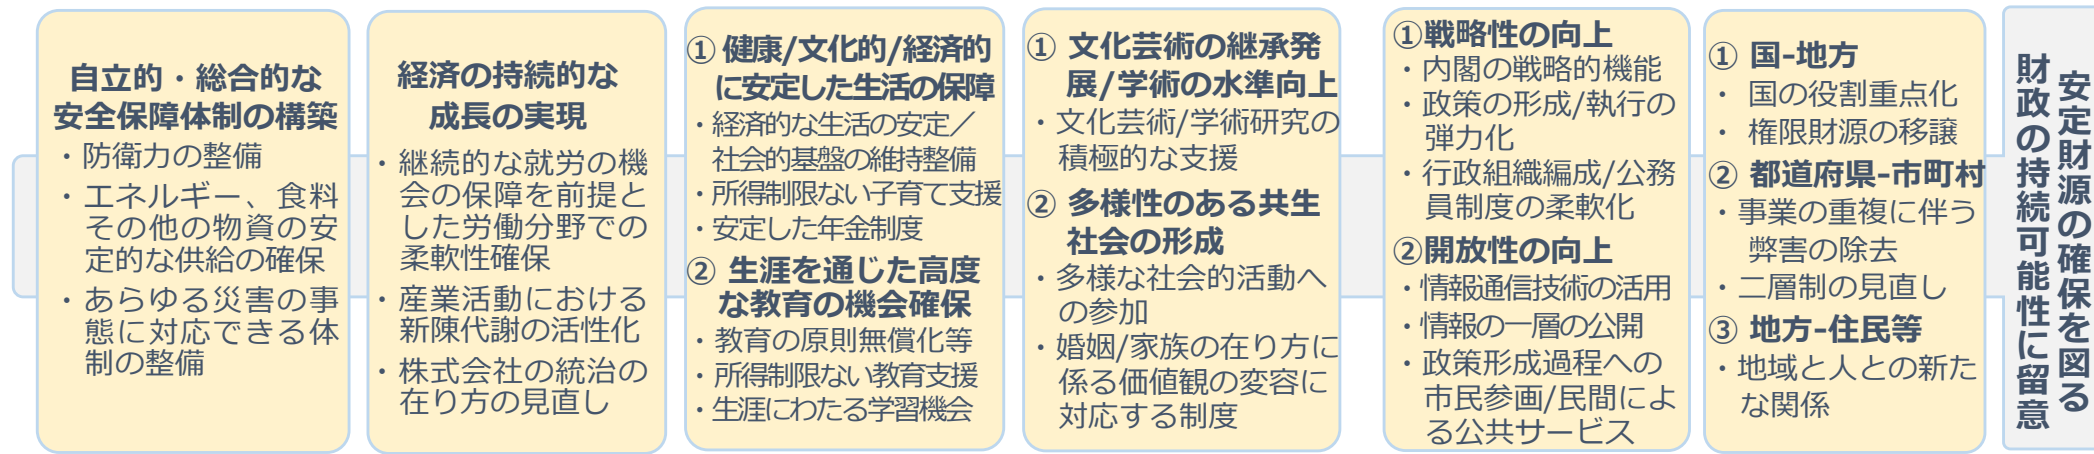 自立的・総合的な
安全保障体制の構築
・防衛力の整備
・エネルギー、食料
その他の物資の安
定的な供給の確保
・あらゆる災害の事
態に対応できる体
制の整備
経済の持続的な
成長の実現
・継続的な就労の機
会の保障を前提と
した労働分野での
柔軟性確保
・産業活動における
新陳代謝の活性化
・株式会社の統治の
在り方の見直し
① 健康/文化的/経済的
に安定した生活の保障
・経済的な生活の安定／
社会的基盤の維持整備
・所得制限ない子育て支援
・安定した年金制度
② 生涯を通じた高度
な教育の機会確保
・教育の原則無償化等
・所得制限ない教育支援
・生涯にわたる学習機会
① 文化芸術の継承発
展/学術の水準向上
・文化芸術/学術研究の
積極的な支援
② 多様性のある共生
社会の形成
・多様な社会的活動へ
の参加
・婚姻/家族の在り方に
係る価値観の変容に
対応する制度
①戦略性の向上
・内閣の戦略的機能
・政策の形成/執行の
弾力化
・行政組織編成/公務
員制度の柔軟化
②開放性の向上
・情報通信技術の活用
・情報の一層の公開
・政策形成過程への
市民参画/民間によ
る公共サービス
① 国-地方
・ 国の役割重点化
・ 権限財源の移譲
② 都道府県-市町村
・事業の重複に伴う
弊害の除去
・二層制の見直し
③ 地方-住民等
・地域と人との新た
な関係
安定財源の確保を図る
財政の持続可能性に留意